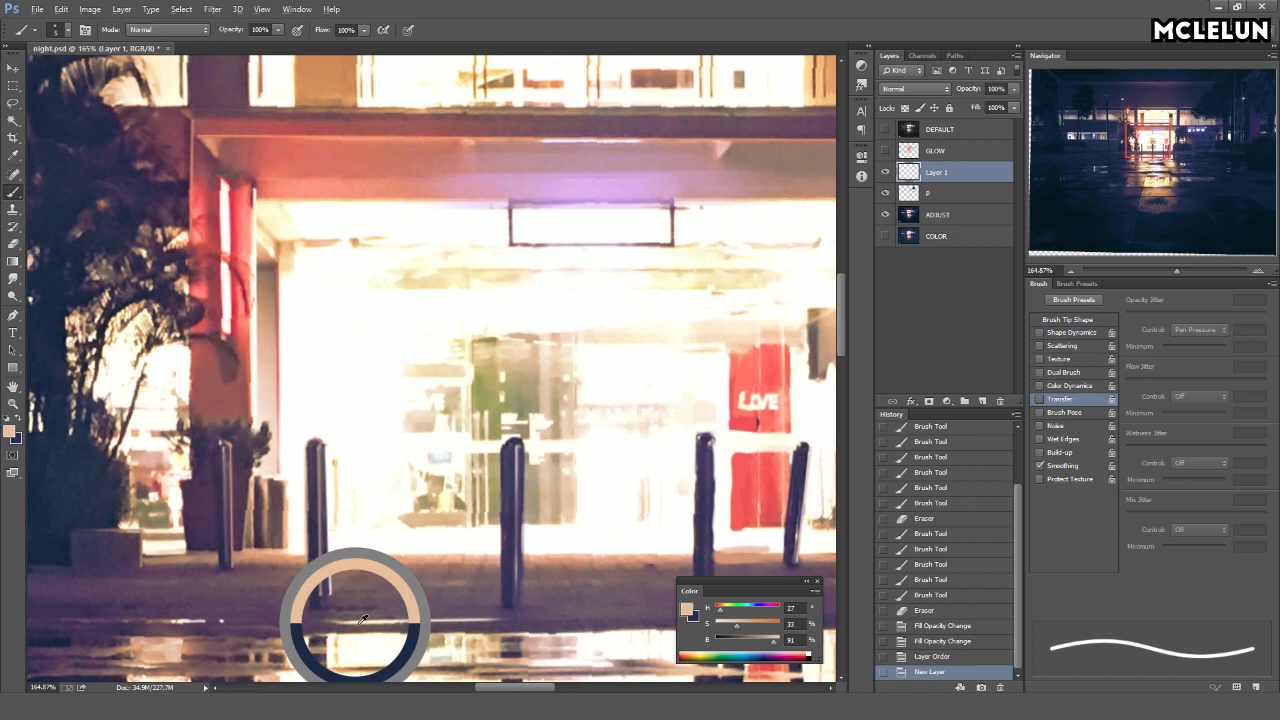 Ps File Edit Image Layer Type Select Filter 3D View Window Help
MCLELUN
Mode: Normal Opacity: 100% Flow: 100%
night.psd @ 165% (Layer 1, RGB/8) * ×
Layers Channels Paths
Kind
Normal Opacity: 100%
Lock: Fill: 100%
DEFAULT
GLOW
Layer 1
P
ADJUST
COLOR
History
Brush Tool
Brush Tool
Brush Tool
Brush Tool
Brush Tool
Brush Tool
Eraser
Brush Tool
Brush Tool
Brush Tool
Brush Tool
Brush Tool
Eraser
Fill Opacity Change
Fill Opacity Change
Layer Order
New Layer
Navigator
164.87%
Brush Brush Presets
Brush Presets
Brush Tip Shape
Shape Dynamics
Scattering
Texture
Dual Brush
Color Dynamics
Transfer
Brush Pose
Noise
Wet Edges
Build-up
Smoothing
Protect Texture
Opacity Jitter
Control: Pen Pressure
Minimum
Flow Jitter
Control: Off
Minimum
Wetness Jitter
Control: Off
Minimum
Mix Jitter
Control: Off
Minimum
LOVE
Color
H 27 °
S 33 %
B 91 %
164.87% Doc: 34.9M/227.7M